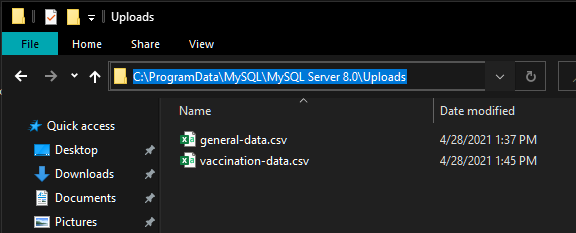 Uploads
File Home Share View
C:\ProgramData\MySQL\MySQL Server 8.0\Uploads
Name Date modified
Quick access
general-data.csv 4/28/2021 1:37 PM
Desktop
vaccination-data.csv 4/28/2021 1:45 PM
Downloads
Documents
Pictures